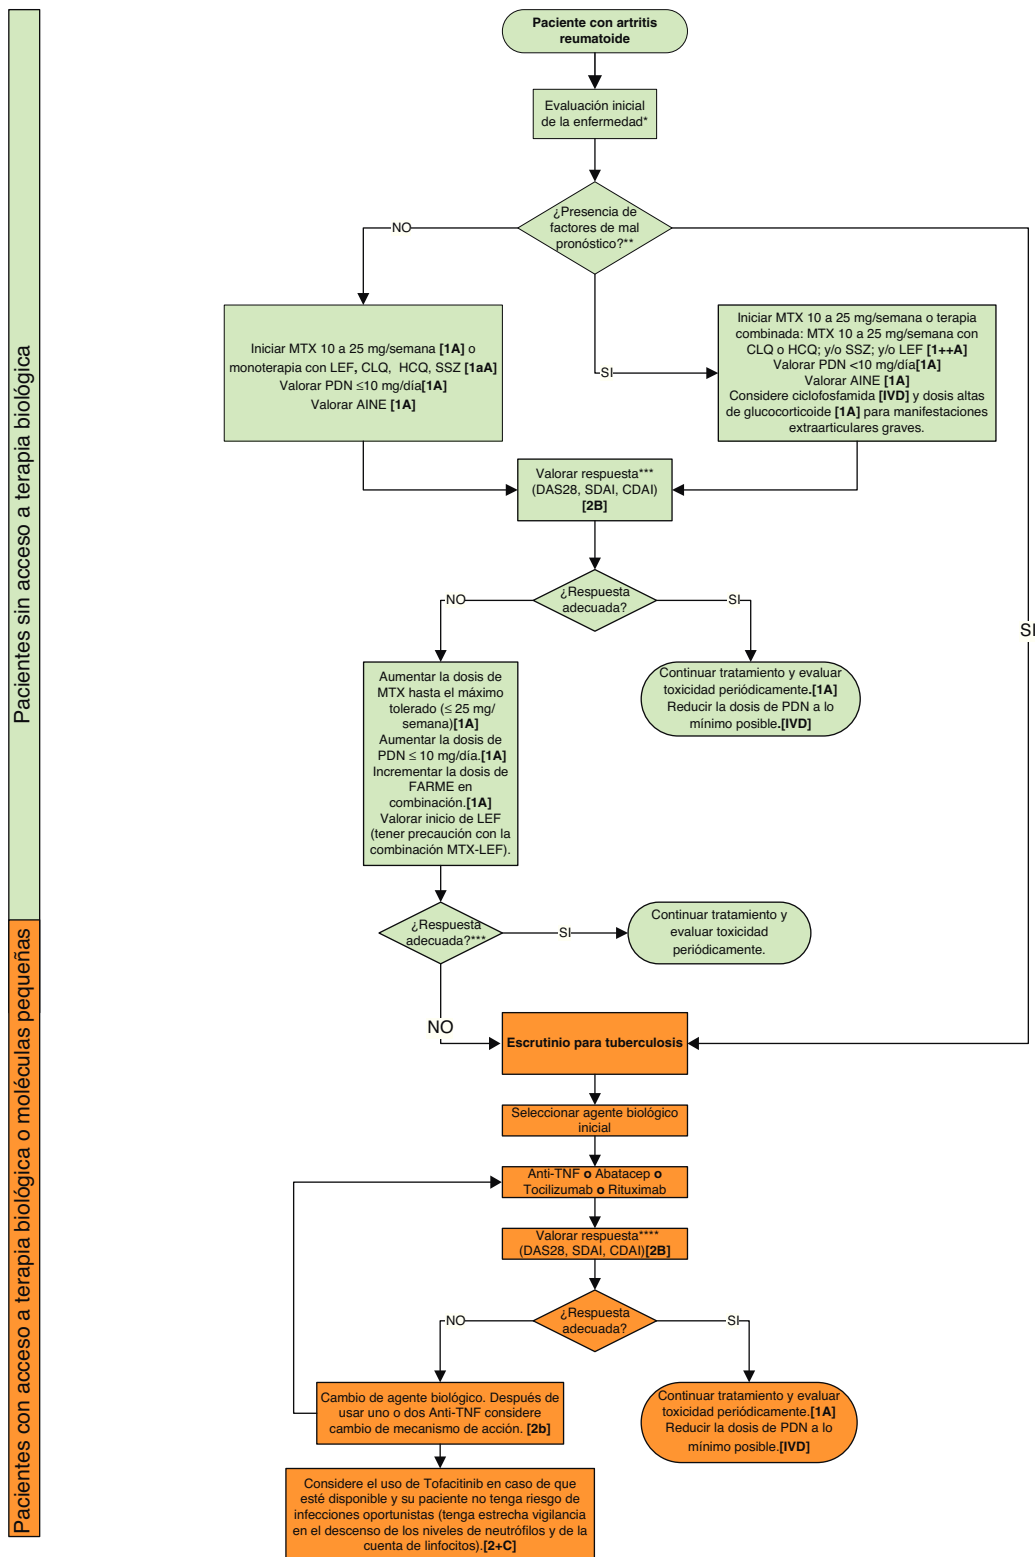 Pacientes sin acceso a terapia biológica
Pacientes con acceso a terapia biológica o moléculas pequeñas
Paciente con artritis
reumatoide
Evaluación inicial
de la enfermedad*
¿Presencia de
factores de mal
pronóstico?**
NO
SI
SI
Iniciar MTX 10 a 25 mg/semana [1A] o
monoterapia con LEF, CLQ, HCQ, SSZ [1aA]
Valorar PDN ≤10 mg/día[1A]
Valorar AINE [1A]
Iniciar MTX 10 a 25 mg/semana o terapia
combinada: MTX 10 a 25 mg/semana con
CLQ o HCQ; y/o SSZ; y/o LEF [1++A]
Valorar PDN <10 mg/día[1A]
Valorar AINE [1A]
Considere ciclofosfamida [IVD] y dosis altas
de glucocorticoide [1A] para manifestaciones
extraarticulares graves.
Valorar respuesta***
(DAS28, SDAI, CDAI)
[2B]
¿Respuesta
adecuada?
NO
SI
Aumentar la dosis de
MTX hasta el máximo
tolerado (≤ 25 mg/
semana)[1A]
Aumentar la dosis de
PDN ≤ 10 mg/día.[1A]
Incrementar la dosis de
FARME en
combinación.[1A]
Valorar inicio de LEF
(tener precaución con la
combinación MTX-LEF).
Continuar tratamiento y evaluar
toxicidad periódicamente.[1A]
Reducir la dosis de PDN a lo
mínimo posible.[IVD]
¿Respuesta
adecuada?***
SI
Continuar tratamiento y
evaluar toxicidad
periódicamente.
NO
Escrutinio para tuberculosis
Seleccionar agente biológico
inicial
Anti-TNF o Abatacep o
Tocilizumab o Rituximab
Valorar respuesta****
(DAS28, SDAI, CDAI)[2B]
¿Respuesta
adecuada?
NO
SI
Cambio de agente biológico. Después de
usar uno o dos Anti-TNF considere
cambio de mecanismo de acción. [2b]
Continuar tratamiento y evaluar
toxicidad periódicamente.[1A]
Reducir la dosis de PDN a lo
mínimo posible.[IVD]
Considere el uso de Tofacitinib en caso de que
esté disponible y su paciente no tenga riesgo de
infecciones oportunistas (tenga estrecha vigilancia
en el descenso de los niveles de neutrófilos y de la
cuenta de linfocitos).[2+C]